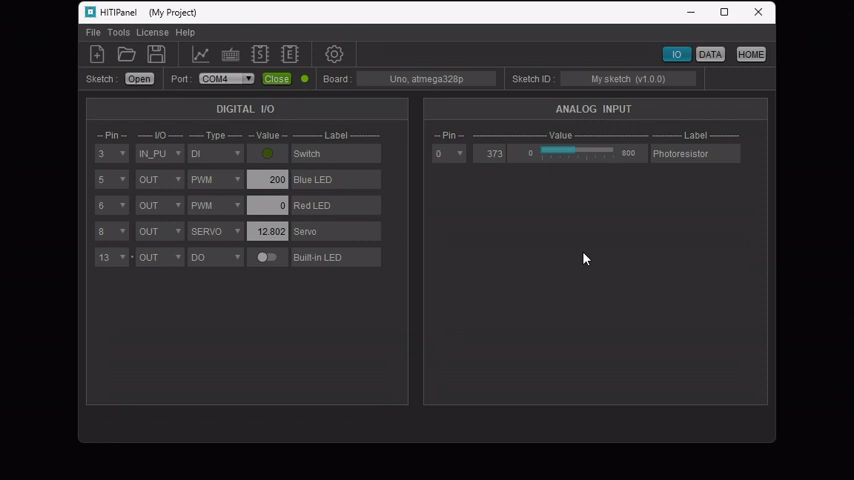 HITIPanel (My Project)
File Tools License Help
S E IO DATA HOME
Sketch : Open Port : COM4 Close Board : Uno, atmega328p Sketch ID : My sketch (v1.0.0)
DIGITAL I/O
-- Pin -- ---- I/O ---- ---- Type ---- -- Value -- -------- Label --------
3 IN_PU DI Switch
5 OUT PWM 200 Blue LED
6 OUT PWM 0 Red LED
8 OUT SERVO 12.802 Servo
13 OUT DO Built-in LED
ANALOG INPUT
-- Pin -- ---------------- Value ---------------- -------- Label --------
0 373 0 800 Photoresistor